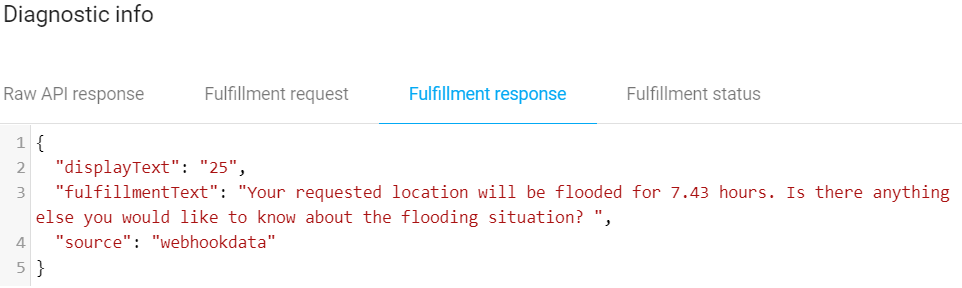 Diagnostic info
Raw API response Fulfillment request Fulfillment response Fulfillment status
1 {
2 "displayText": "25",
3 "fulfillmentText": "Your requested location will be flooded for 7.43 hours. Is there anything
else you would like to know about the flooding situation? ",
4 "source": "webhookdata"
5 }